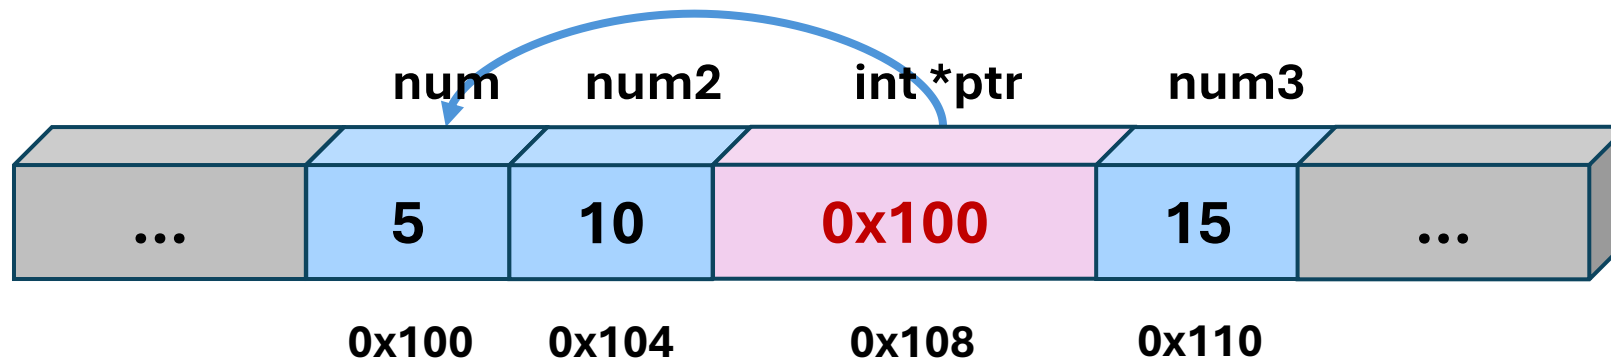 num num2 int *ptr num3
... 5 10 0x100 15 ...
0x100 0x104 0x108 0x110